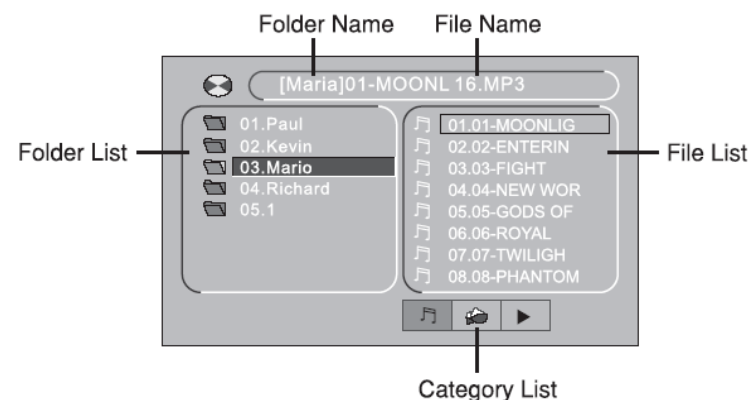 Folder Name File Name
[Maria]01-MOONL 16.MP3
Folder List
01.Paul
02.Kevin
03.Mario
04.Richard
05.1
01.01-MOONLIG
02.02-ENTERIN
03.03-FIGHT
04.04-NEW WOR
05.05-GODS OF
06.06-ROYAL
07.07-TWILIGH
08.08-PHANTOM
File List
Category List